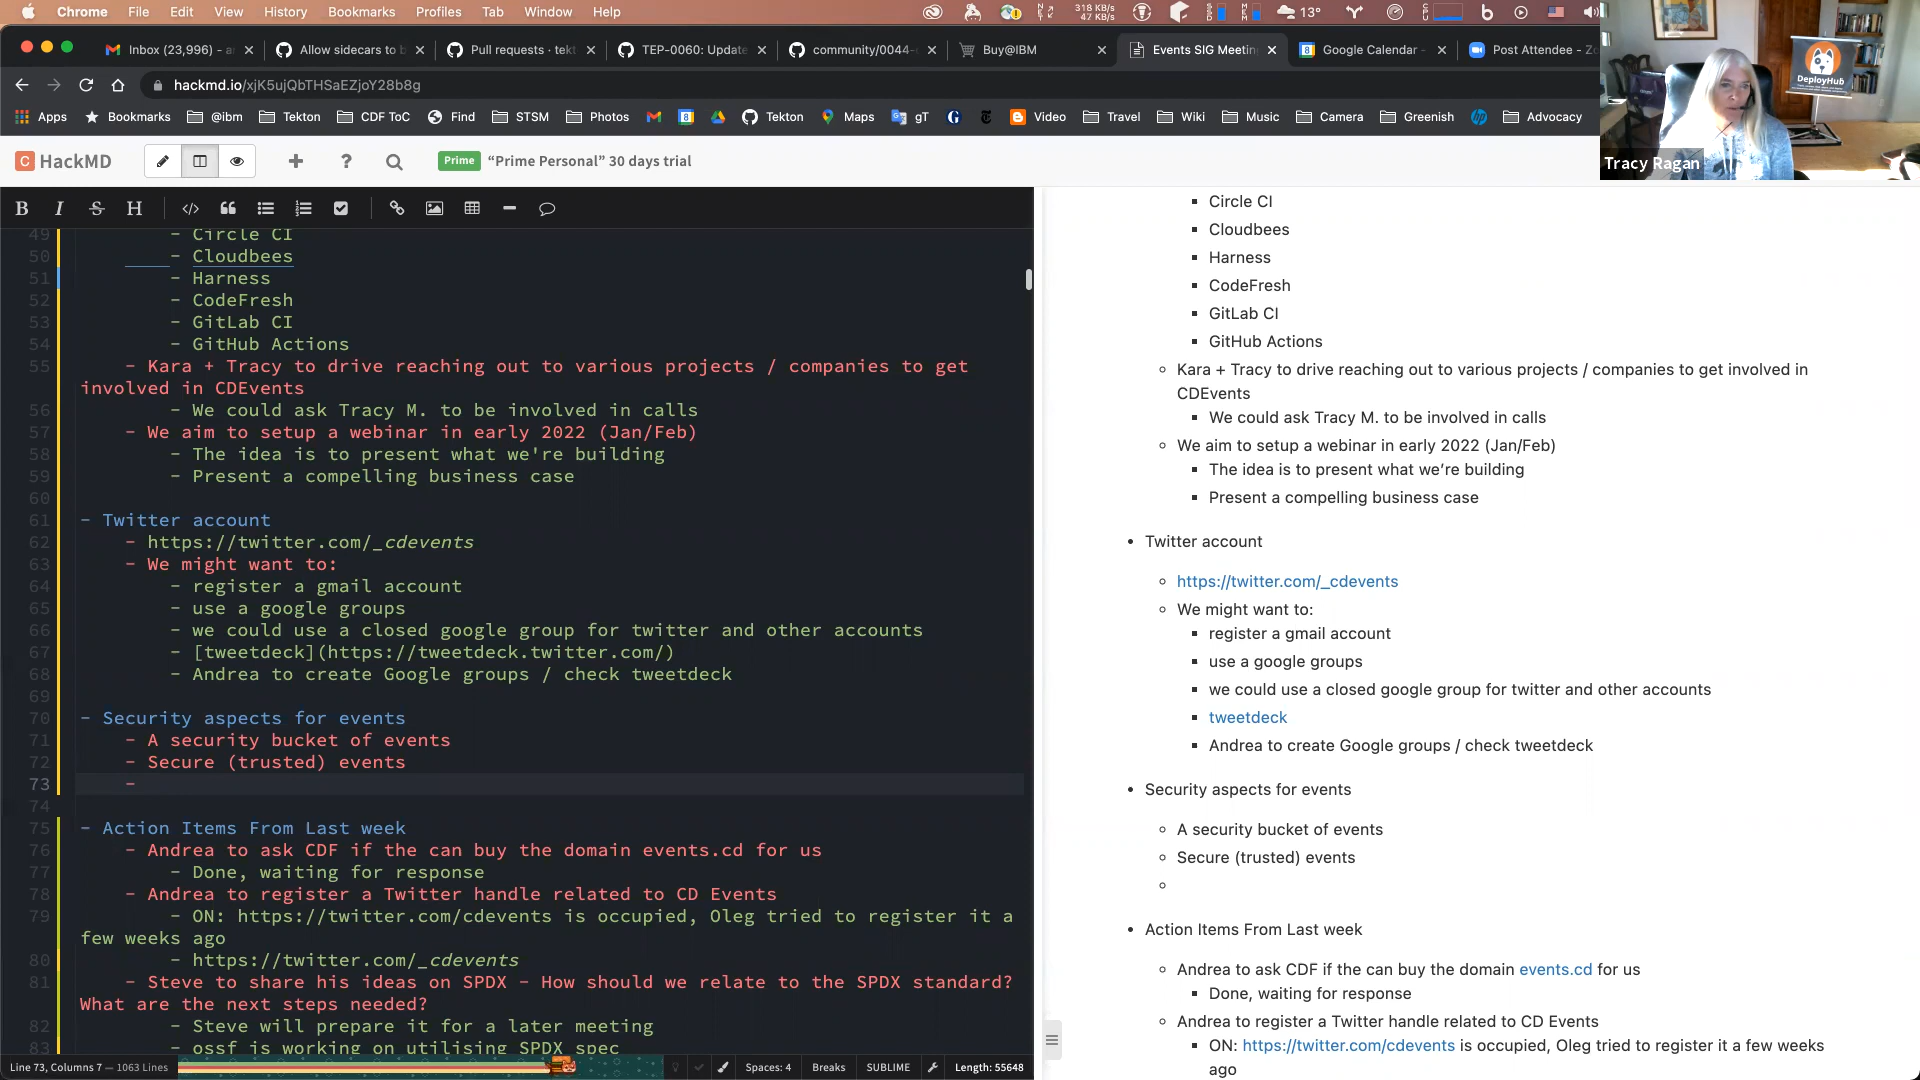 Chrome File Edit View History Bookmarks Profiles Tab Window Help
318 KB/s
47 KB/s
13°
Inbox (23,996) - a
Allow sidecars to b
Pull requests · tekt
TEP-0060: Update
community/0044-
Buy@IBM
Events SIG Meetin
Google Calendar -
Post Attendee - Zo
hackmd.io/xjK5ujQbTHSaEZjoY28b8g
Apps Bookmarks @ibm Tekton CDF ToC Find STSM Photos Tekton Maps gT Video Travel Wiki Music Camera Greenish Advocacy
DeployHub
Tracy Ragan
HackMD
Prime “Prime Personal” 30 days trial
49 - Circle CI
50 - Cloudbees
51 - Harness
52 - CodeFresh
53 - GitLab CI
54 - GitHub Actions
55 - Kara + Tracy to drive reaching out to various projects / companies to get
involved in CDEvents
56 - We could ask Tracy M. to be involved in calls
57 - We aim to setup a webinar in early 2022 (Jan/Feb)
58 - The idea is to present what we're building
59 - Present a compelling business case
60
61 - Twitter account
62 - https://twitter.com/_cdevents
63 - We might want to:
64 - register a gmail account
65 - use a google groups
66 - we could use a closed google group for twitter and other accounts
67 - [tweetdeck](https://tweetdeck.twitter.com/)
68 - Andrea to create Google groups / check tweetdeck
69
70 - Security aspects for events
71 - A security bucket of events
72 - Secure (trusted) events
73 -
74
75 - Action Items From Last week
76 - Andrea to ask CDF if the can buy the domain events.cd for us
77 - Done, waiting for response
78 - Andrea to register a Twitter handle related to CD Events
79 - ON: https://twitter.com/cdevents is occupied, Oleg tried to register it a
few weeks ago
80 - https://twitter.com/_cdevents
81 - Steve to share his ideas on SPDX - How should we relate to the SPDX standard?
What are the next steps needed?
82 - Steve will prepare it for a later meeting
83 - ossf is working on utilising SPDX spec
Line 73, Columns 7 — 1063 Lines
Spaces: 4 Breaks SUBLIME Length: 55648
Circle CI
Cloudbees
Harness
CodeFresh
GitLab CI
GitHub Actions
Kara + Tracy to drive reaching out to various projects / companies to get involved in
CDEvents
We could ask Tracy M. to be involved in calls
We aim to setup a webinar in early 2022 (Jan/Feb)
The idea is to present what we’re building
Present a compelling business case
Twitter account
https://twitter.com/_cdevents
We might want to:
register a gmail account
use a google groups
we could use a closed google group for twitter and other accounts
tweetdeck
Andrea to create Google groups / check tweetdeck
Security aspects for events
A security bucket of events
Secure (trusted) events
Action Items From Last week
Andrea to ask CDF if the can buy the domain events.cd for us
Done, waiting for response
Andrea to register a Twitter handle related to CD Events
ON: https://twitter.com/cdevents is occupied, Oleg tried to register it a few weeks
ago